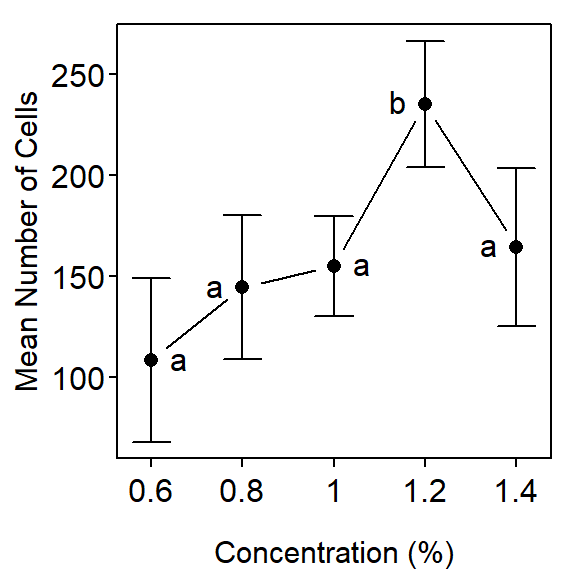 Mean Number of Cells
250
200
150
100
a
a
a
b
a
0.6 0.8 1 1.2 1.4
Concentration (%)